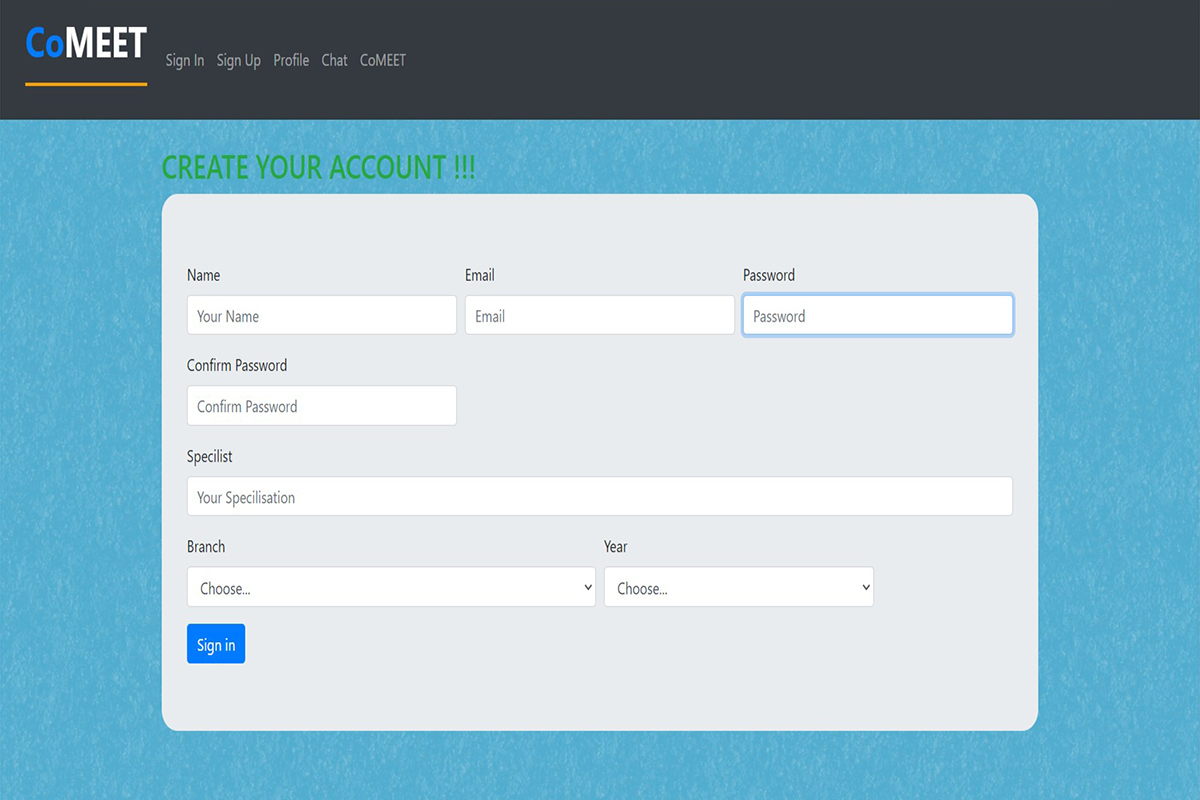 CoMEET
Sign In Sign Up Profile Chat CoMEET
CREATE YOUR ACCOUNT !!!
Name Email Password
Your Name Email Password
Confirm Password
Confirm Password
Specilist
Your Specilisation
Branch Year
Choose... Choose...
Sign in